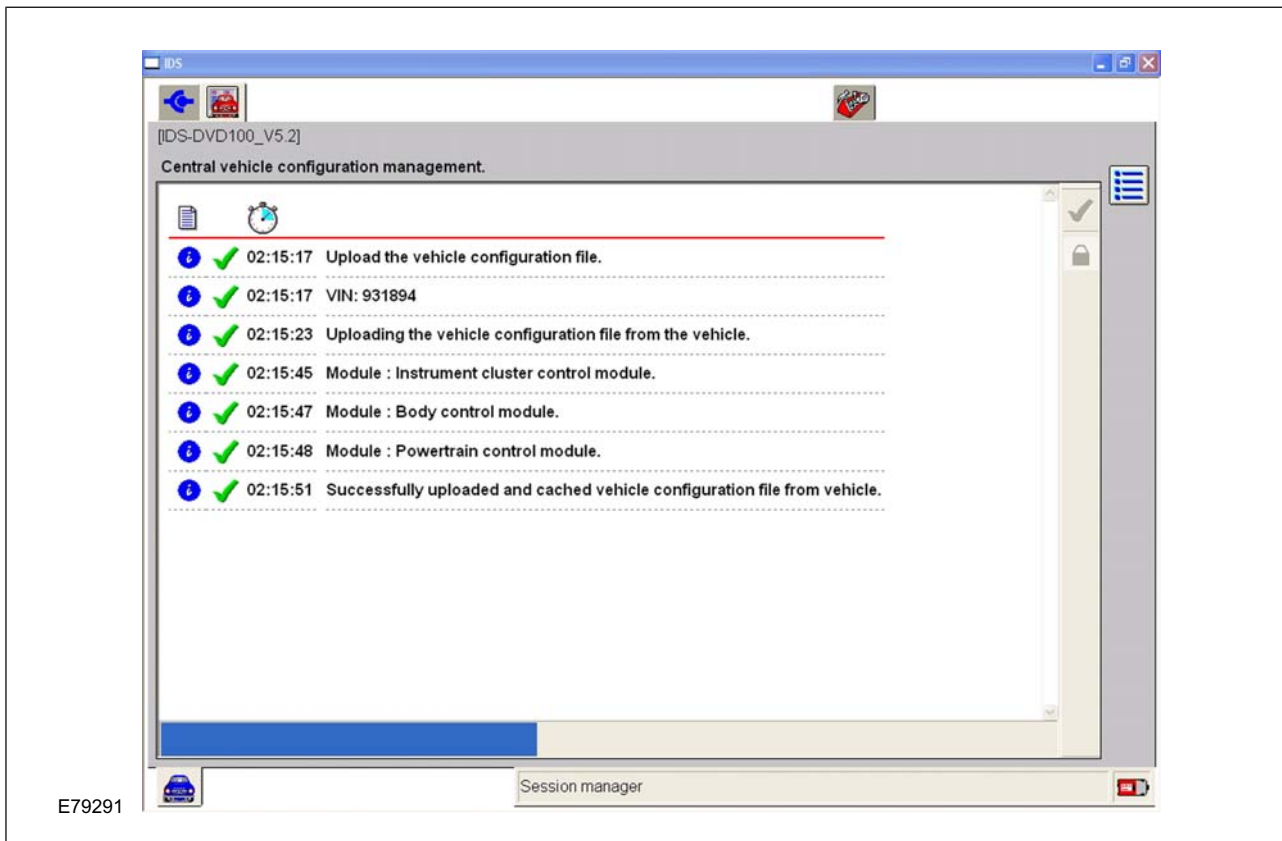 IDS
[IDS-DVD100_V5.2]
Central vehicle configuration management.
02:15:17 Upload the vehicle configuration file.
02:15:17 VIN: 931894
02:15:23 Uploading the vehicle configuration file from the vehicle.
02:15:45 Module : Instrument cluster control module.
02:15:47 Module : Body control module.
02:15:48 Module : Powertrain control module.
02:15:51 Successfully uploaded and cached vehicle configuration file from vehicle.
Session manager
E79291